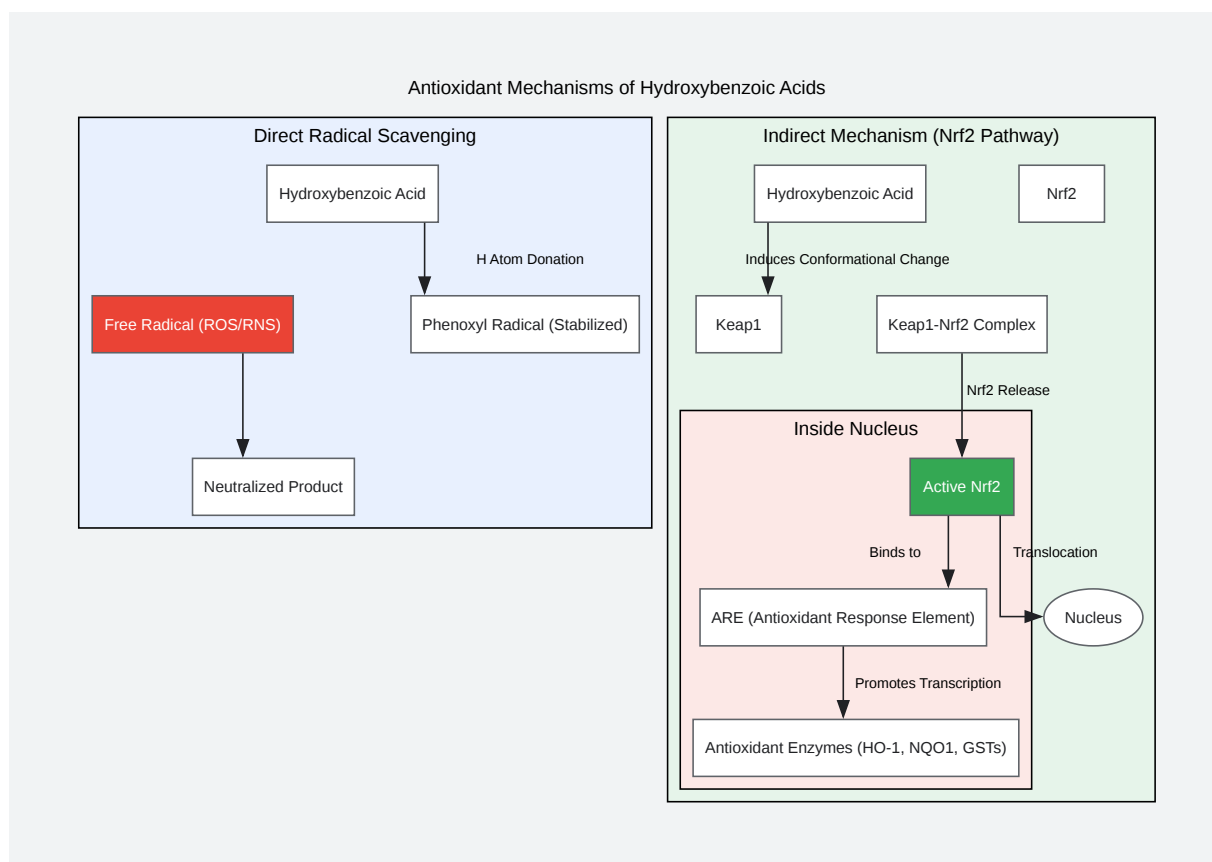 Antioxidant Mechanisms of Hydroxybenzoic Acids
Direct Radical Scavenging
Hydroxybenzoic Acid
H Atom Donation
Free Radical (ROS/RNS)
Phenoxyl Radical (Stabilized)
Neutralized Product
Indirect Mechanism (Nrf2 Pathway)
Hydroxybenzoic Acid
Nrf2
Induces Conformational Change
Keap1
Keap1-Nrf2 Complex
Nrf2 Release
Inside Nucleus
Active Nrf2
Binds to
Translocation
ARE (Antioxidant Response Element)
Nucleus
Promotes Transcription
Antioxidant Enzymes (HO-1, NQO1, GSTs)